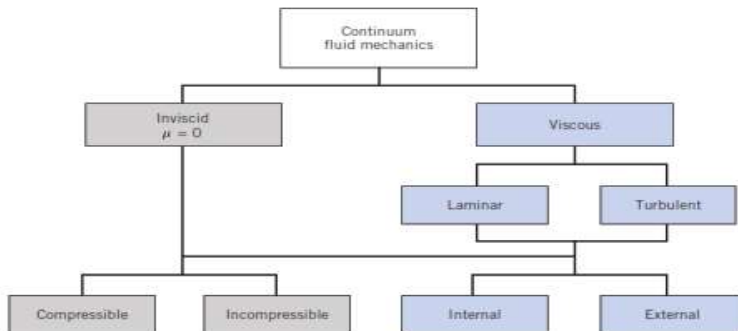 Continuum
fluid mechanics
Inviscid
μ = 0
Viscous
Laminar
Turbulent
Compressible
Incompressible
Internal
External